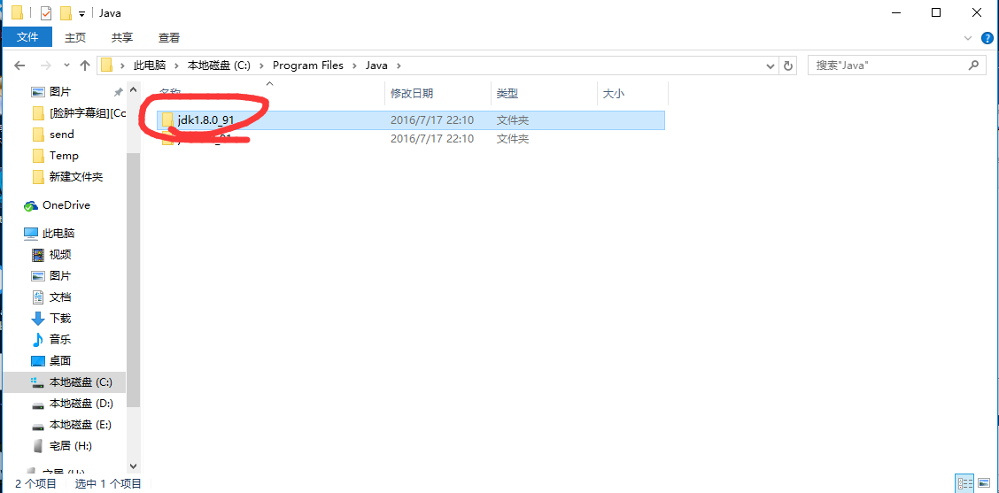 Java
文件 主页 共享 查看
此电脑 本地磁盘 (C:) Program Files Java
搜索"Java"
名称 修改日期 类型 大小
jdk1.8.0_91 2016/7/17 22:10 文件夹
2016/7/17 22:10 文件夹
图片
[脸肿字幕组][Co
send
Temp
新建文件夹
OneDrive
此电脑
视频
图片
文档
下载
音乐
桌面
本地磁盘 (C:)
本地磁盘 (D:)
本地磁盘 (E:)
宅居 (H:)
宅居 (H:)
2 个项目 选中 1 个项目